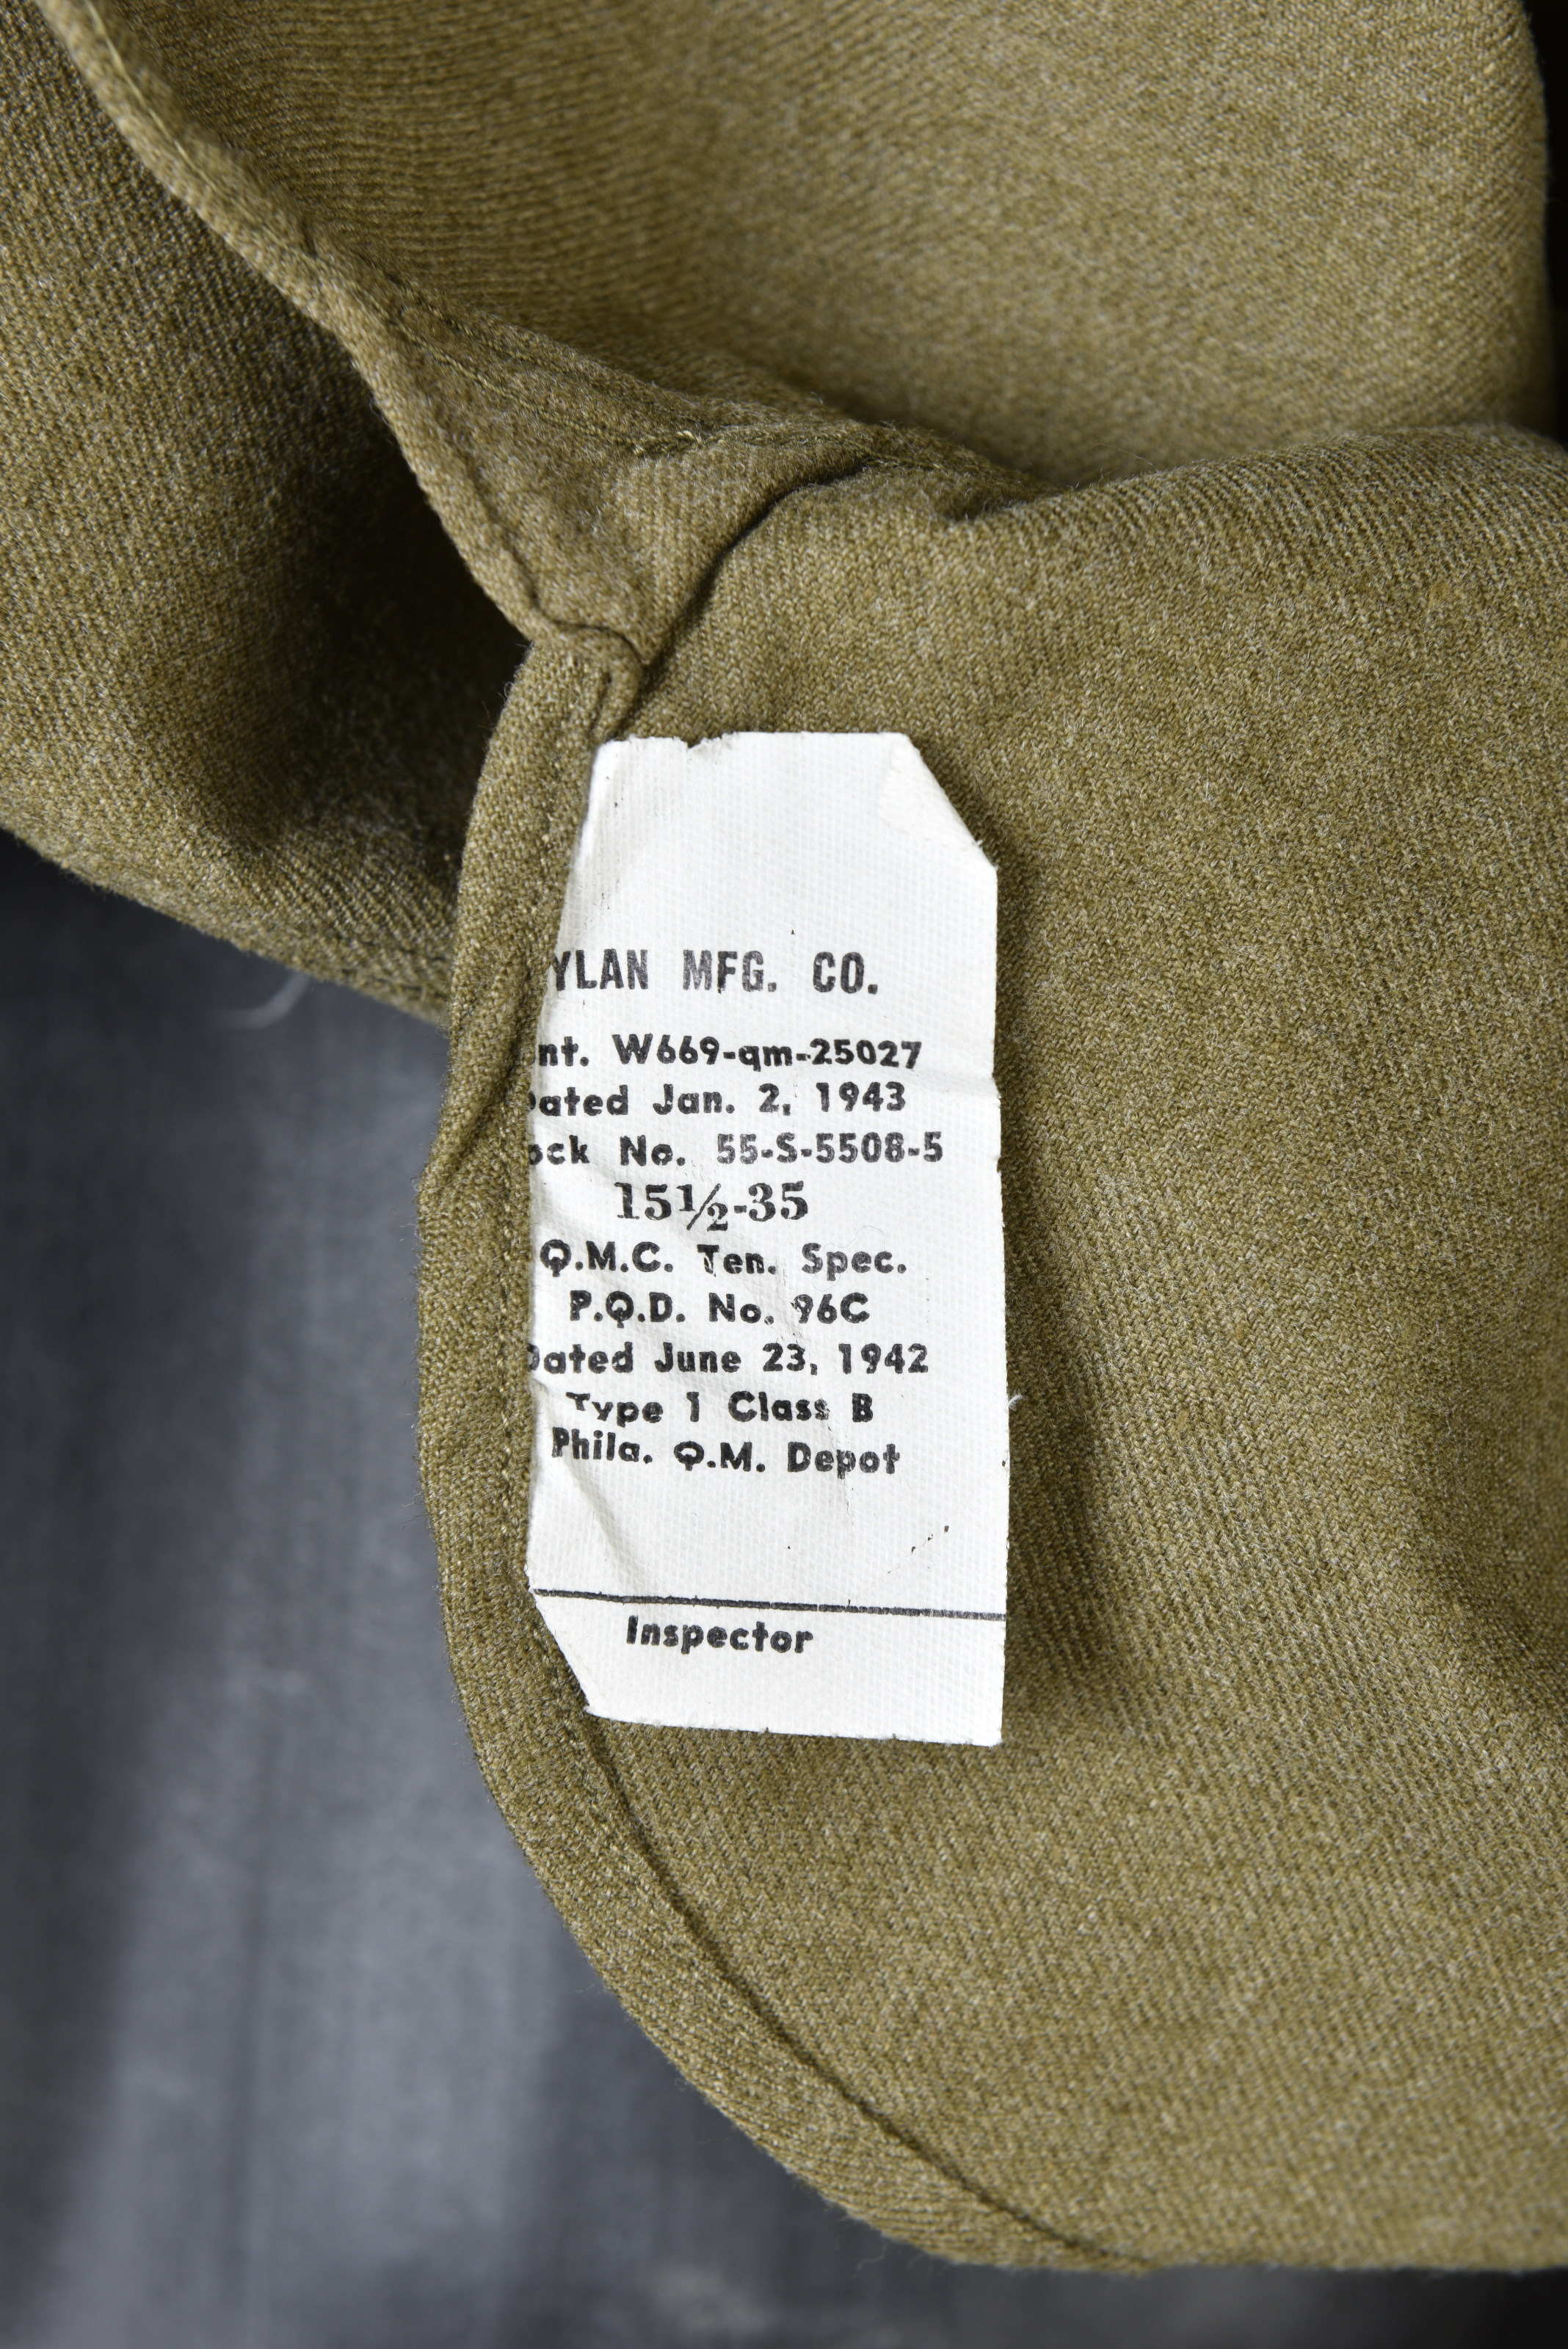 YLAN MFG. CO.
nt. W669-qm-25027
ated Jan. 2, 1943
ock No. 55-S-5508-5
15½-35
Q.M.C. Ten. Spec.
P.Q.D. No. 96C
Dated June 23, 1942
Type 1 Class B
Phila. Q.M. Depot
Inspector